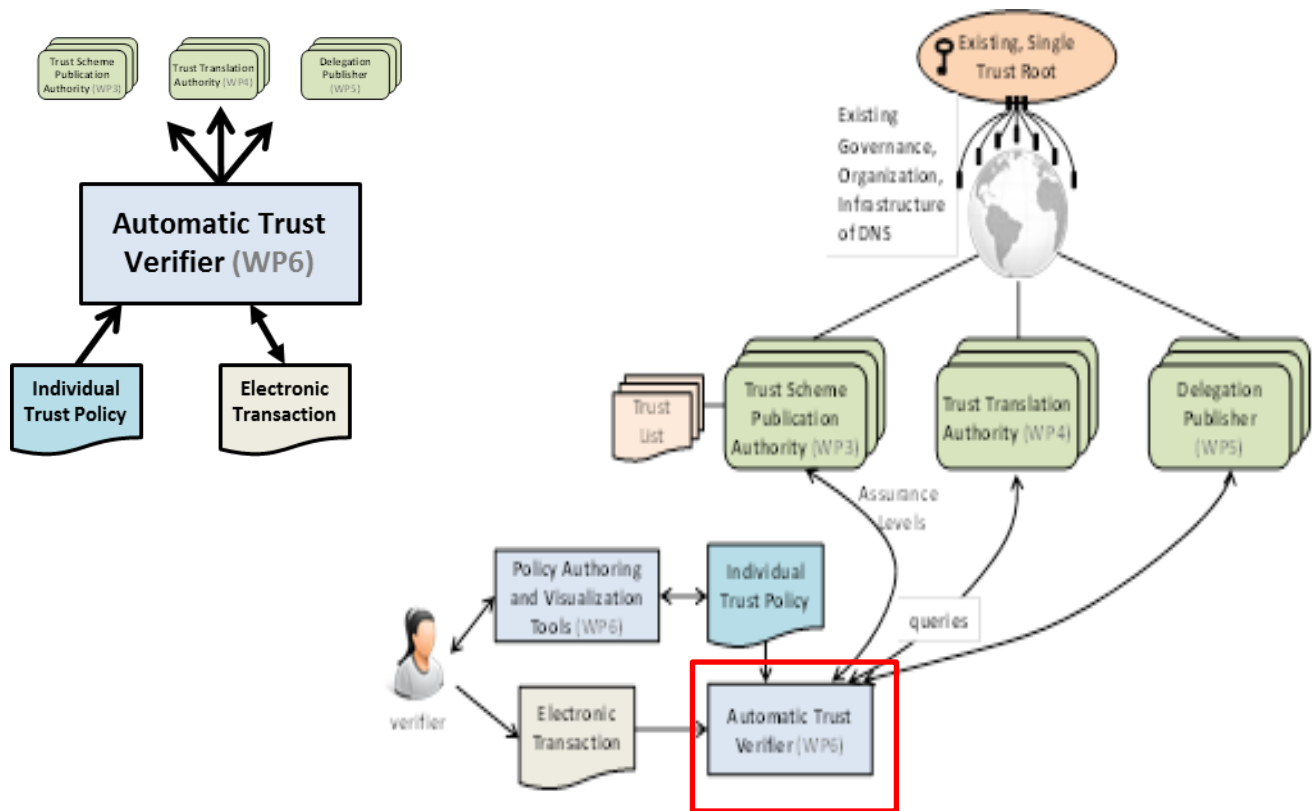 Trust Scheme
Publication
Authority (WP3)
Trust Translation
Authority (WP4)
Delegation
Publisher
(WP5)
Automatic Trust
Verifier (WP6)
Individual
Trust Policy
Electronic
Transaction
Existing, Single
Trust Root
Existing
Governance,
Organization,
Infrastructure
of DNS
Trust
List
Trust Scheme
Publication
Authority (WP3)
Trust Translation
Authority (WP4)
Delegation
Publisher
(WP5)
Assurance
Levels
Policy Authoring
and Visualization
Tools (WP6)
Individual
Trust Policy
queries
verifier
Electronic
Transaction
Automatic Trust
Verifier (WP6)